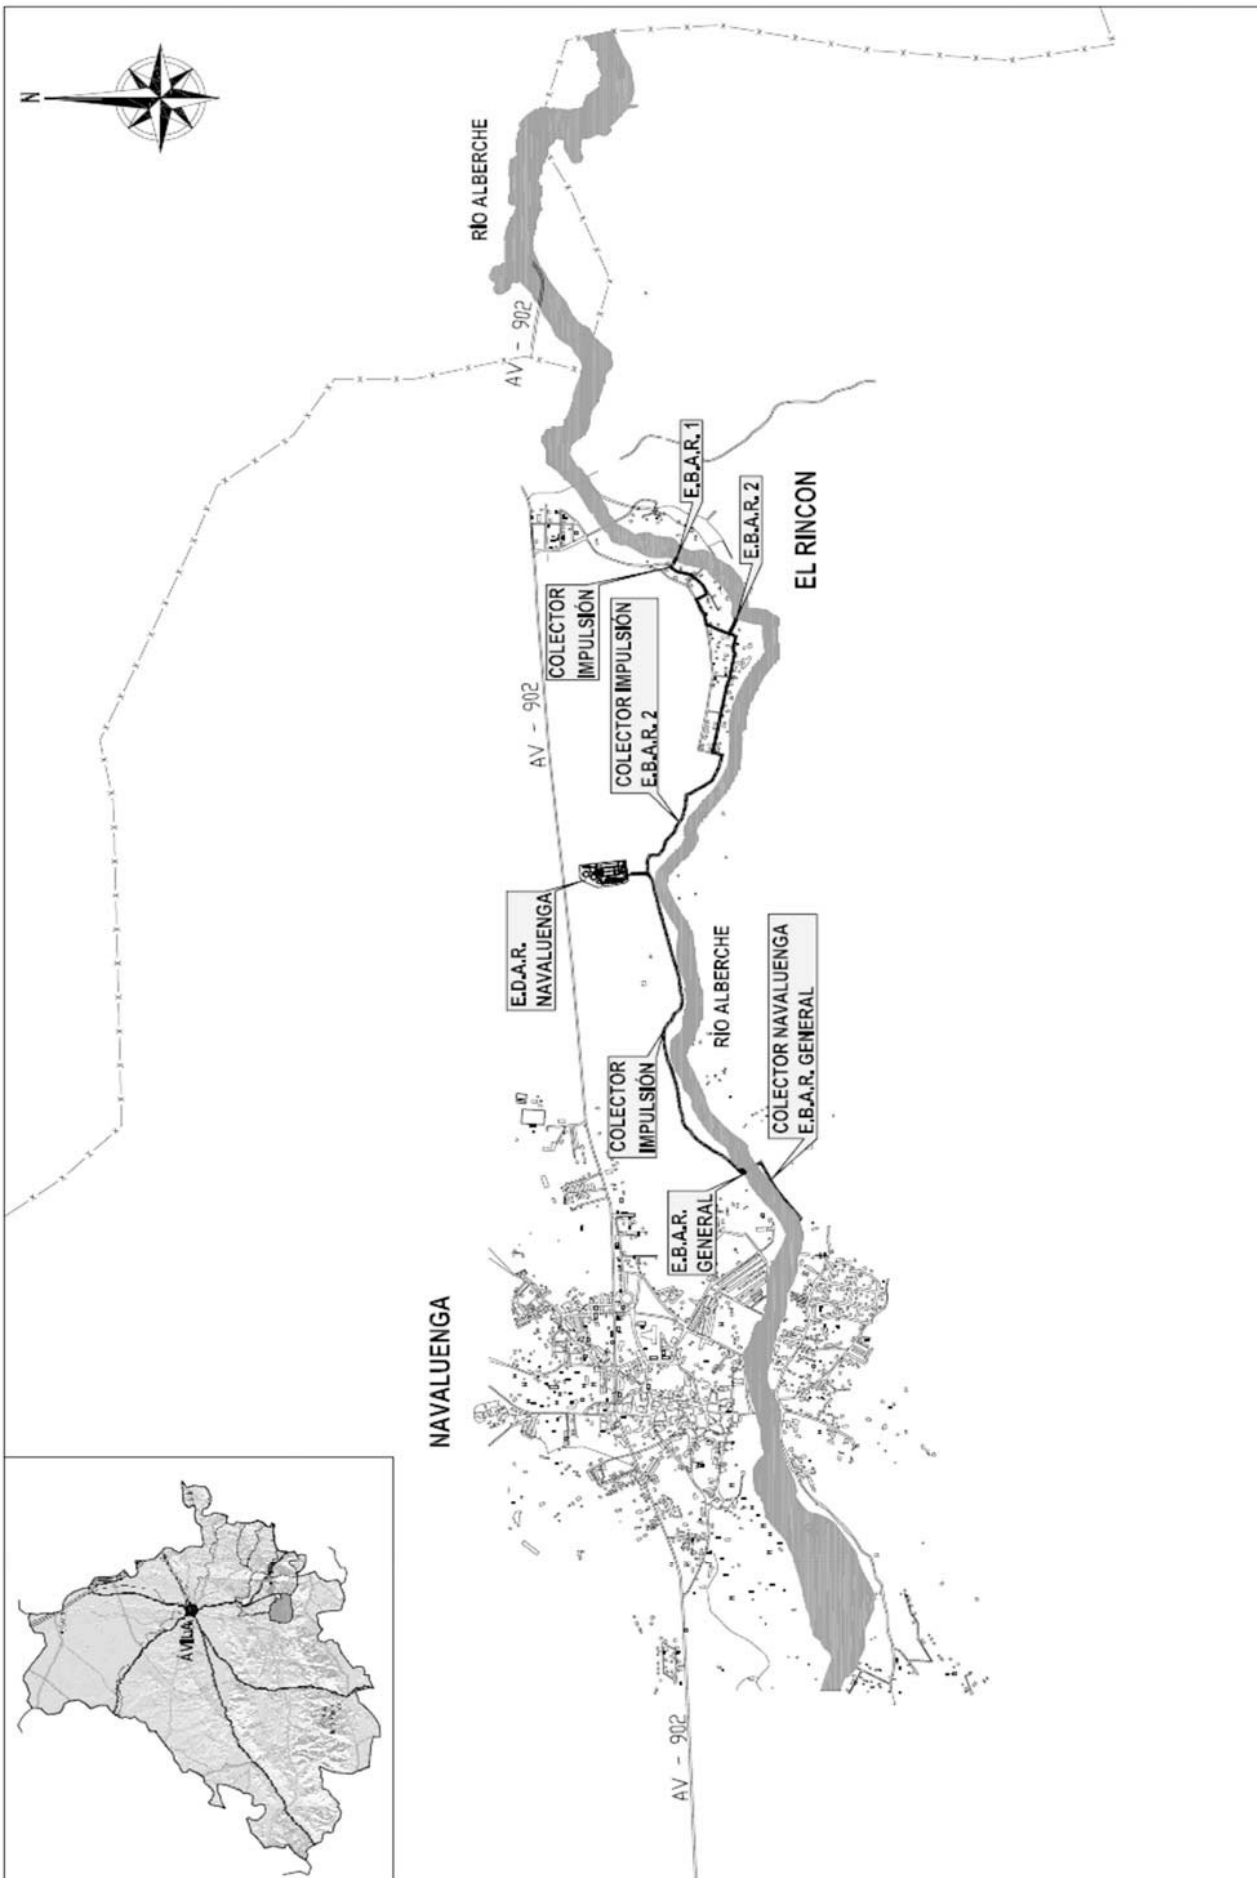 N
RÍO ALBERCHE
AV - 902
E.B.A.R. 1
E.B.A.R. 2
EL RINCON
COLECTOR
IMPULSIÓN
COLECTOR IMPULSIÓN
E.B.A.R. 2
AV - 902
E.D.A.R.
NAVALUENGA
RÍO ALBERCHE
COLECTOR
IMPULSIÓN
COLECTOR NAVALUENGA
E.B.A.R. GENERAL
E.B.A.R.
GENERAL
NAVALUENGA
AV - 902
AVILA